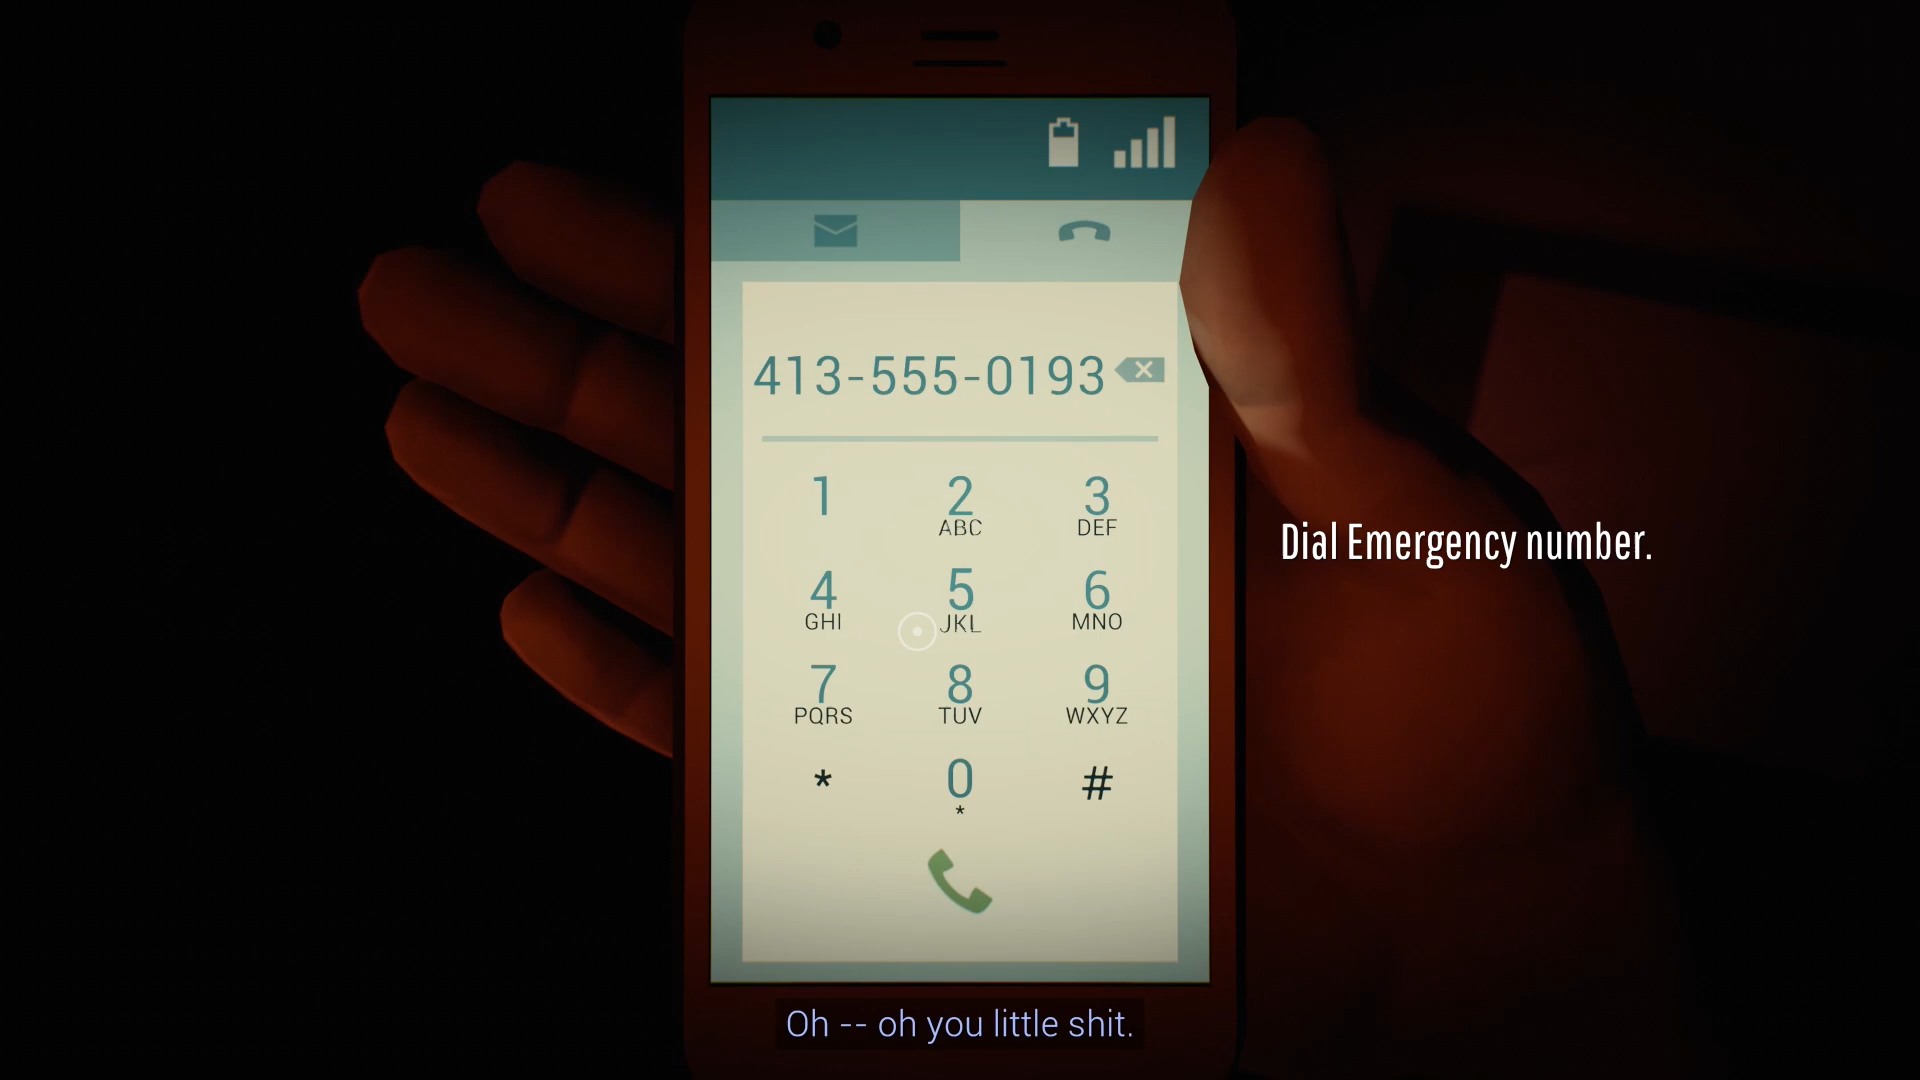 413-555-0193
1 2 3
ABC DEF
4 5 6
GHI JKL MNO
7 8 9
PQRS TUV WXYZ
* 0 #
*
Dial Emergency number.
Oh -- oh you little shit.